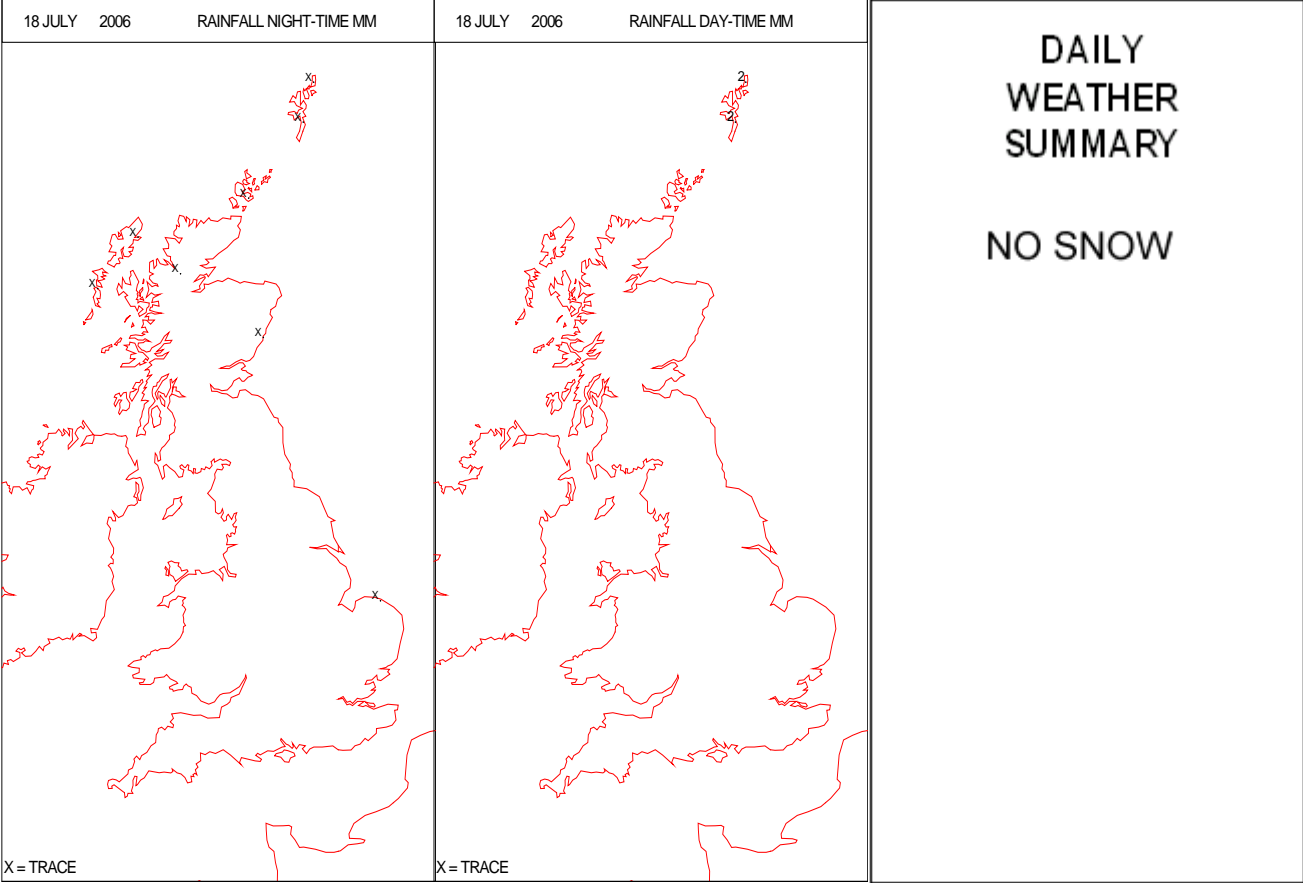 18 JULY 2006 RAINFALL NIGHT-TIME MM
X
X
X
X
X
X
X
X
X = TRACE
18 JULY 2006 RAINFALL DAY-TIME MM
2
2
X = TRACE
DAILY
WEATHER
SUMMARY
NO SNOW